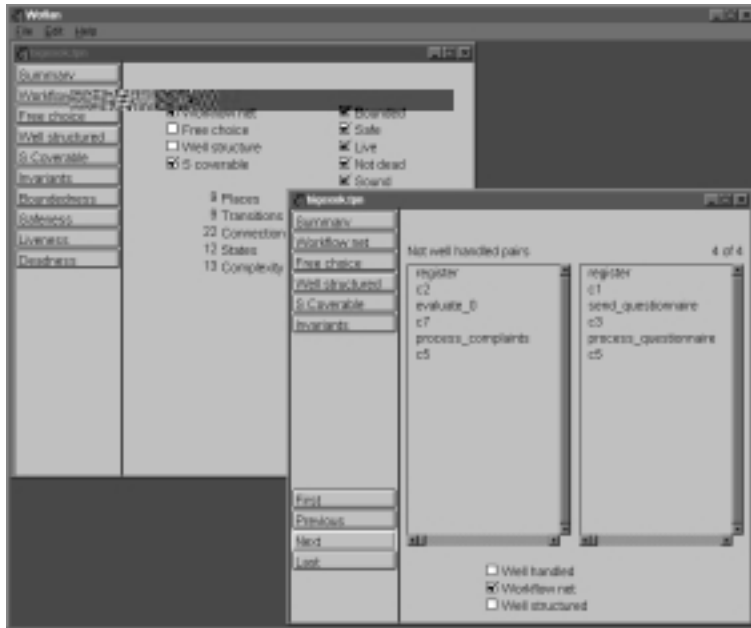 Woflan
File Edit Help
Summary
Workflow
Free choice
Well structured
S Coverable
Invariants
Boundedness
Safeness
Liveness
Deadness
Workflow net
Free choice
Well structure
S coverable
Bounded
Safe
Live
Not dead
Sound
Places
Transitions
22 Connection
12 States
13 Complexity
Summary
Workflow net
Free choice
Well structured
S Coverable
Invariants
First
Previous
Next
Last
Not well handled pairs
4 of 4
register
c2
evaluate_0
c7
process_complaints
c5
register
c1
send_questionnaire
c3
process_questionnaire
c5
Well handled
Workflow net
Well structured